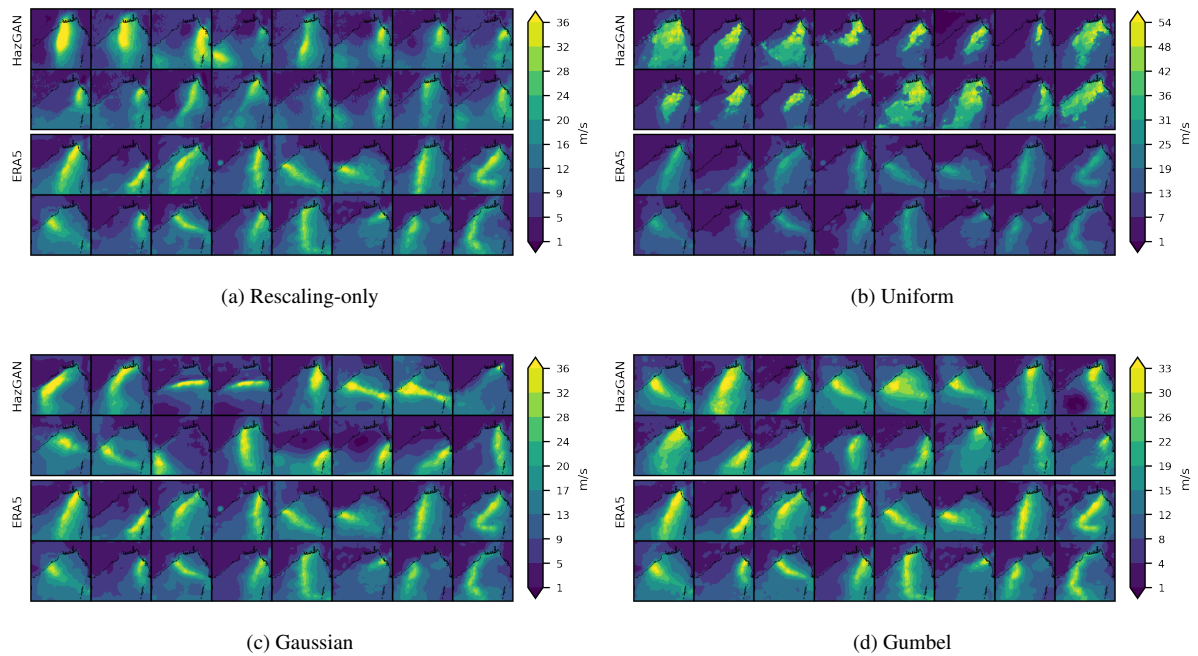 HazGAN
ERA5
36
32
28
24
20
16
12
9
5
1
m/s
(a) Rescaling-only
HazGAN
ERA5
54
48
42
36
31
25
19
13
7
1
m/s
(b) Uniform
HazGAN
ERA5
36
32
28
24
20
17
13
9
5
1
m/s
(c) Gaussian
HazGAN
ERA5
33
30
26
22
19
15
12
8
4
1
m/s
(d) Gumbel